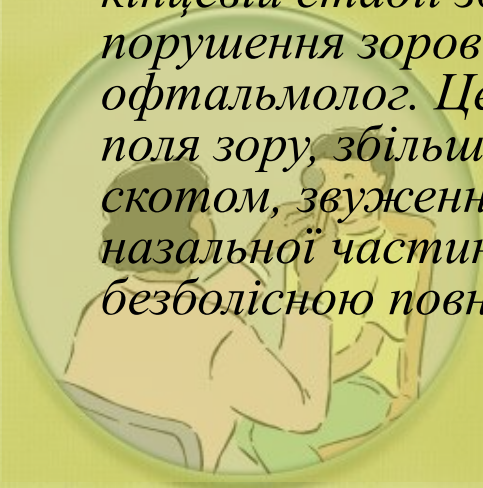 порушення зоров
офтальмолог. Це
поля зору, збільш
скотом, звуженн
назальної частин
безболісною повн